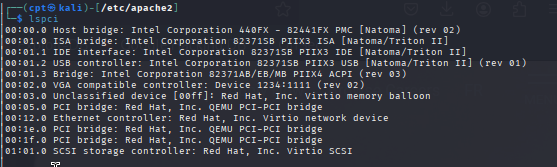 ┌──(cpt㉿kali)-[/etc/apache2]
└─$ lspci
00:00.0 Host bridge: Intel Corporation 440FX - 82441FX PMC [Natoma] (rev 02)
00:01.0 ISA bridge: Intel Corporation 82371SB PIIX3 ISA [Natoma/Triton II]
00:01.1 IDE interface: Intel Corporation 82371SB PIIX3 IDE [Natoma/Triton II]
00:01.2 USB controller: Intel Corporation 82371SB PIIX3 USB [Natoma/Triton II] (rev 01)
00:01.3 Bridge: Intel Corporation 82371AB/EB/MB PIIX4 ACPI (rev 03)
00:02.0 VGA compatible controller: Device 1234:1111 (rev 02)
00:03.0 Unclassified device [00ff]: Red Hat, Inc. Virtio memory balloon
00:05.0 PCI bridge: Red Hat, Inc. QEMU PCI-PCI bridge
00:12.0 Ethernet controller: Red Hat, Inc. Virtio network device
00:1e.0 PCI bridge: Red Hat, Inc. QEMU PCI-PCI bridge
00:1f.0 PCI bridge: Red Hat, Inc. QEMU PCI-PCI bridge
01:01.0 SCSI storage controller: Red Hat, Inc. Virtio SCSI